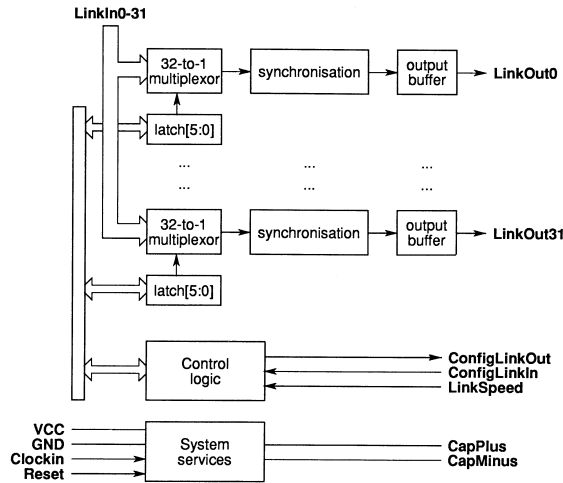 LinkIn0-31
32-to-1
multiplexor
synchronisation
output
buffer
LinkOut0
latch[5:0]
... ... ...
... ... ...
32-to-1
multiplexor
synchronisation
output
buffer
LinkOut31
latch[5:0]
Control
logic
ConfigLinkOut
ConfigLinkIn
LinkSpeed
VCC
GND
Clockin
Reset
System
services
CapPlus
CapMinus